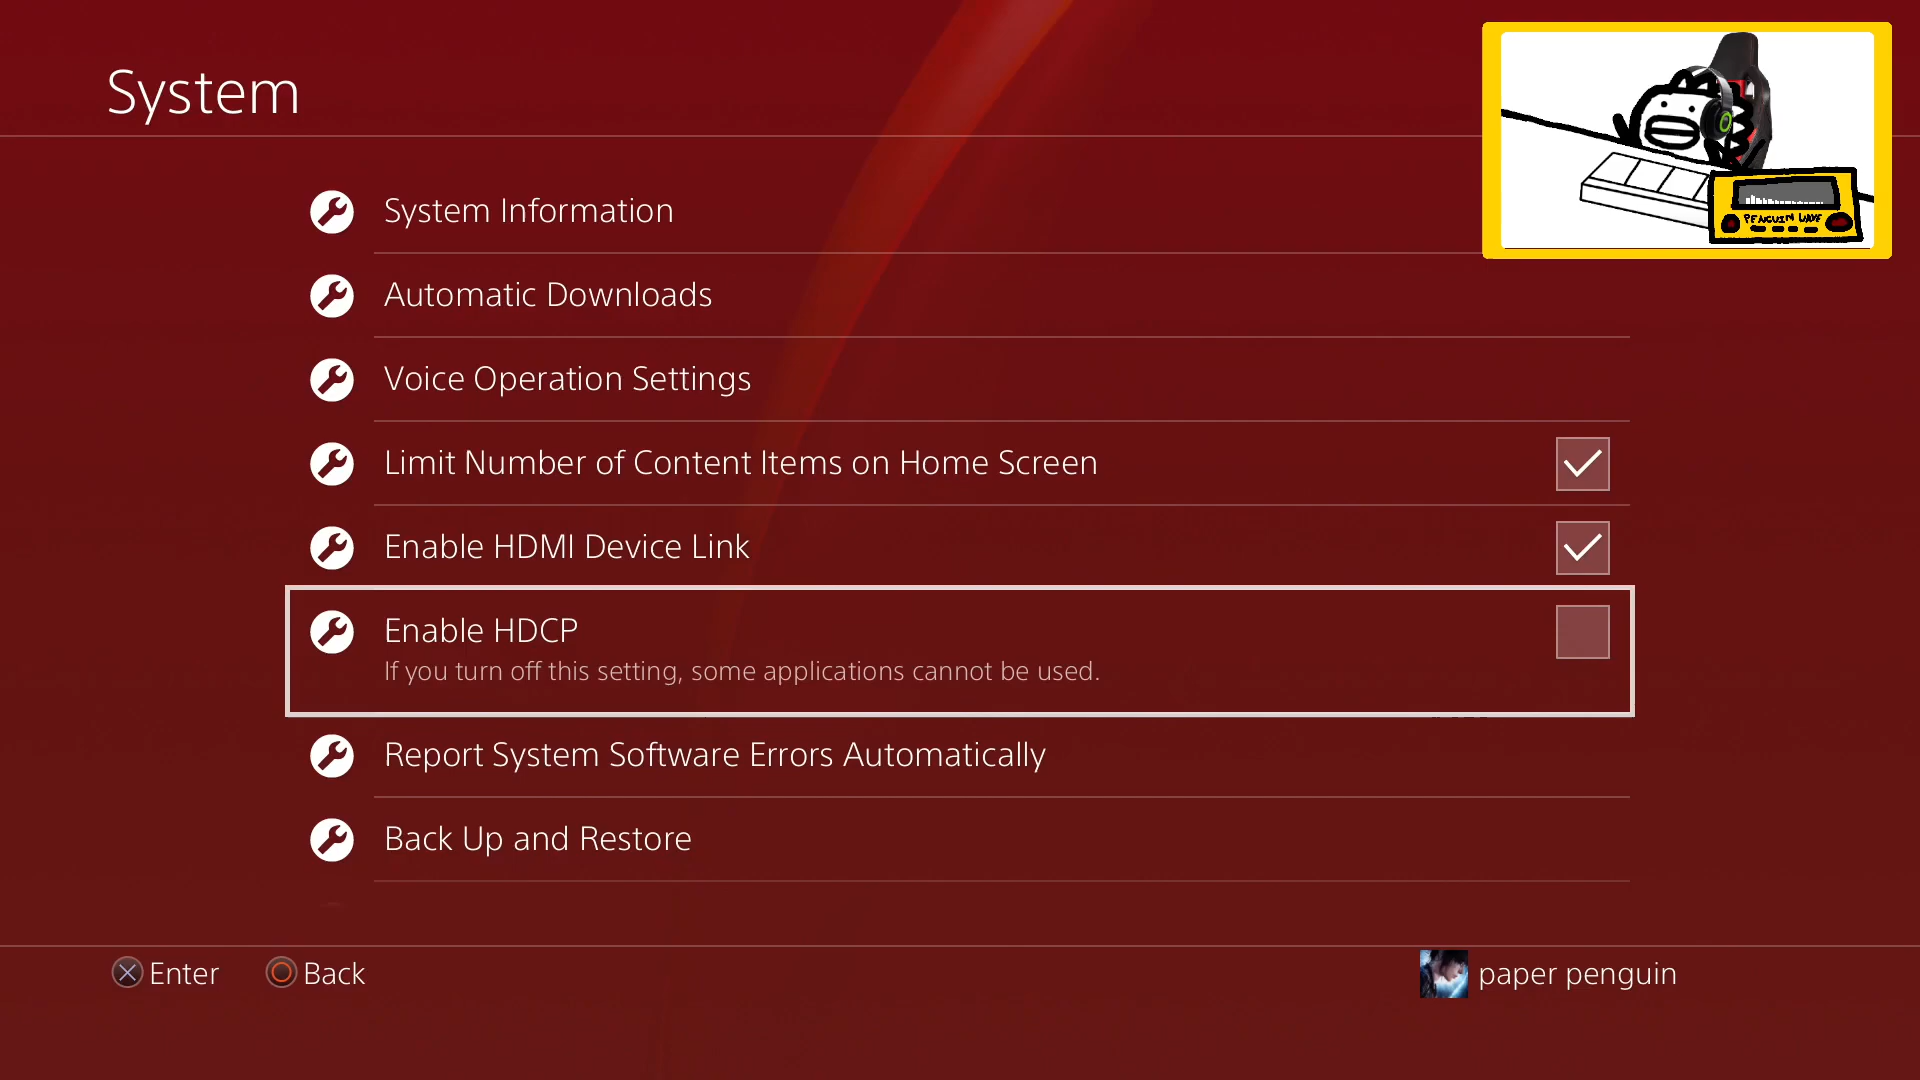 System
System Information
Automatic Downloads
Voice Operation Settings
Limit Number of Content Items on Home Screen
Enable HDMI Device Link
Enable HDCP
If you turn off this setting, some applications cannot be used.
Report System Software Errors Automatically
Back Up and Restore
Enter
Back
paper penguin
PENGUIN WAVE